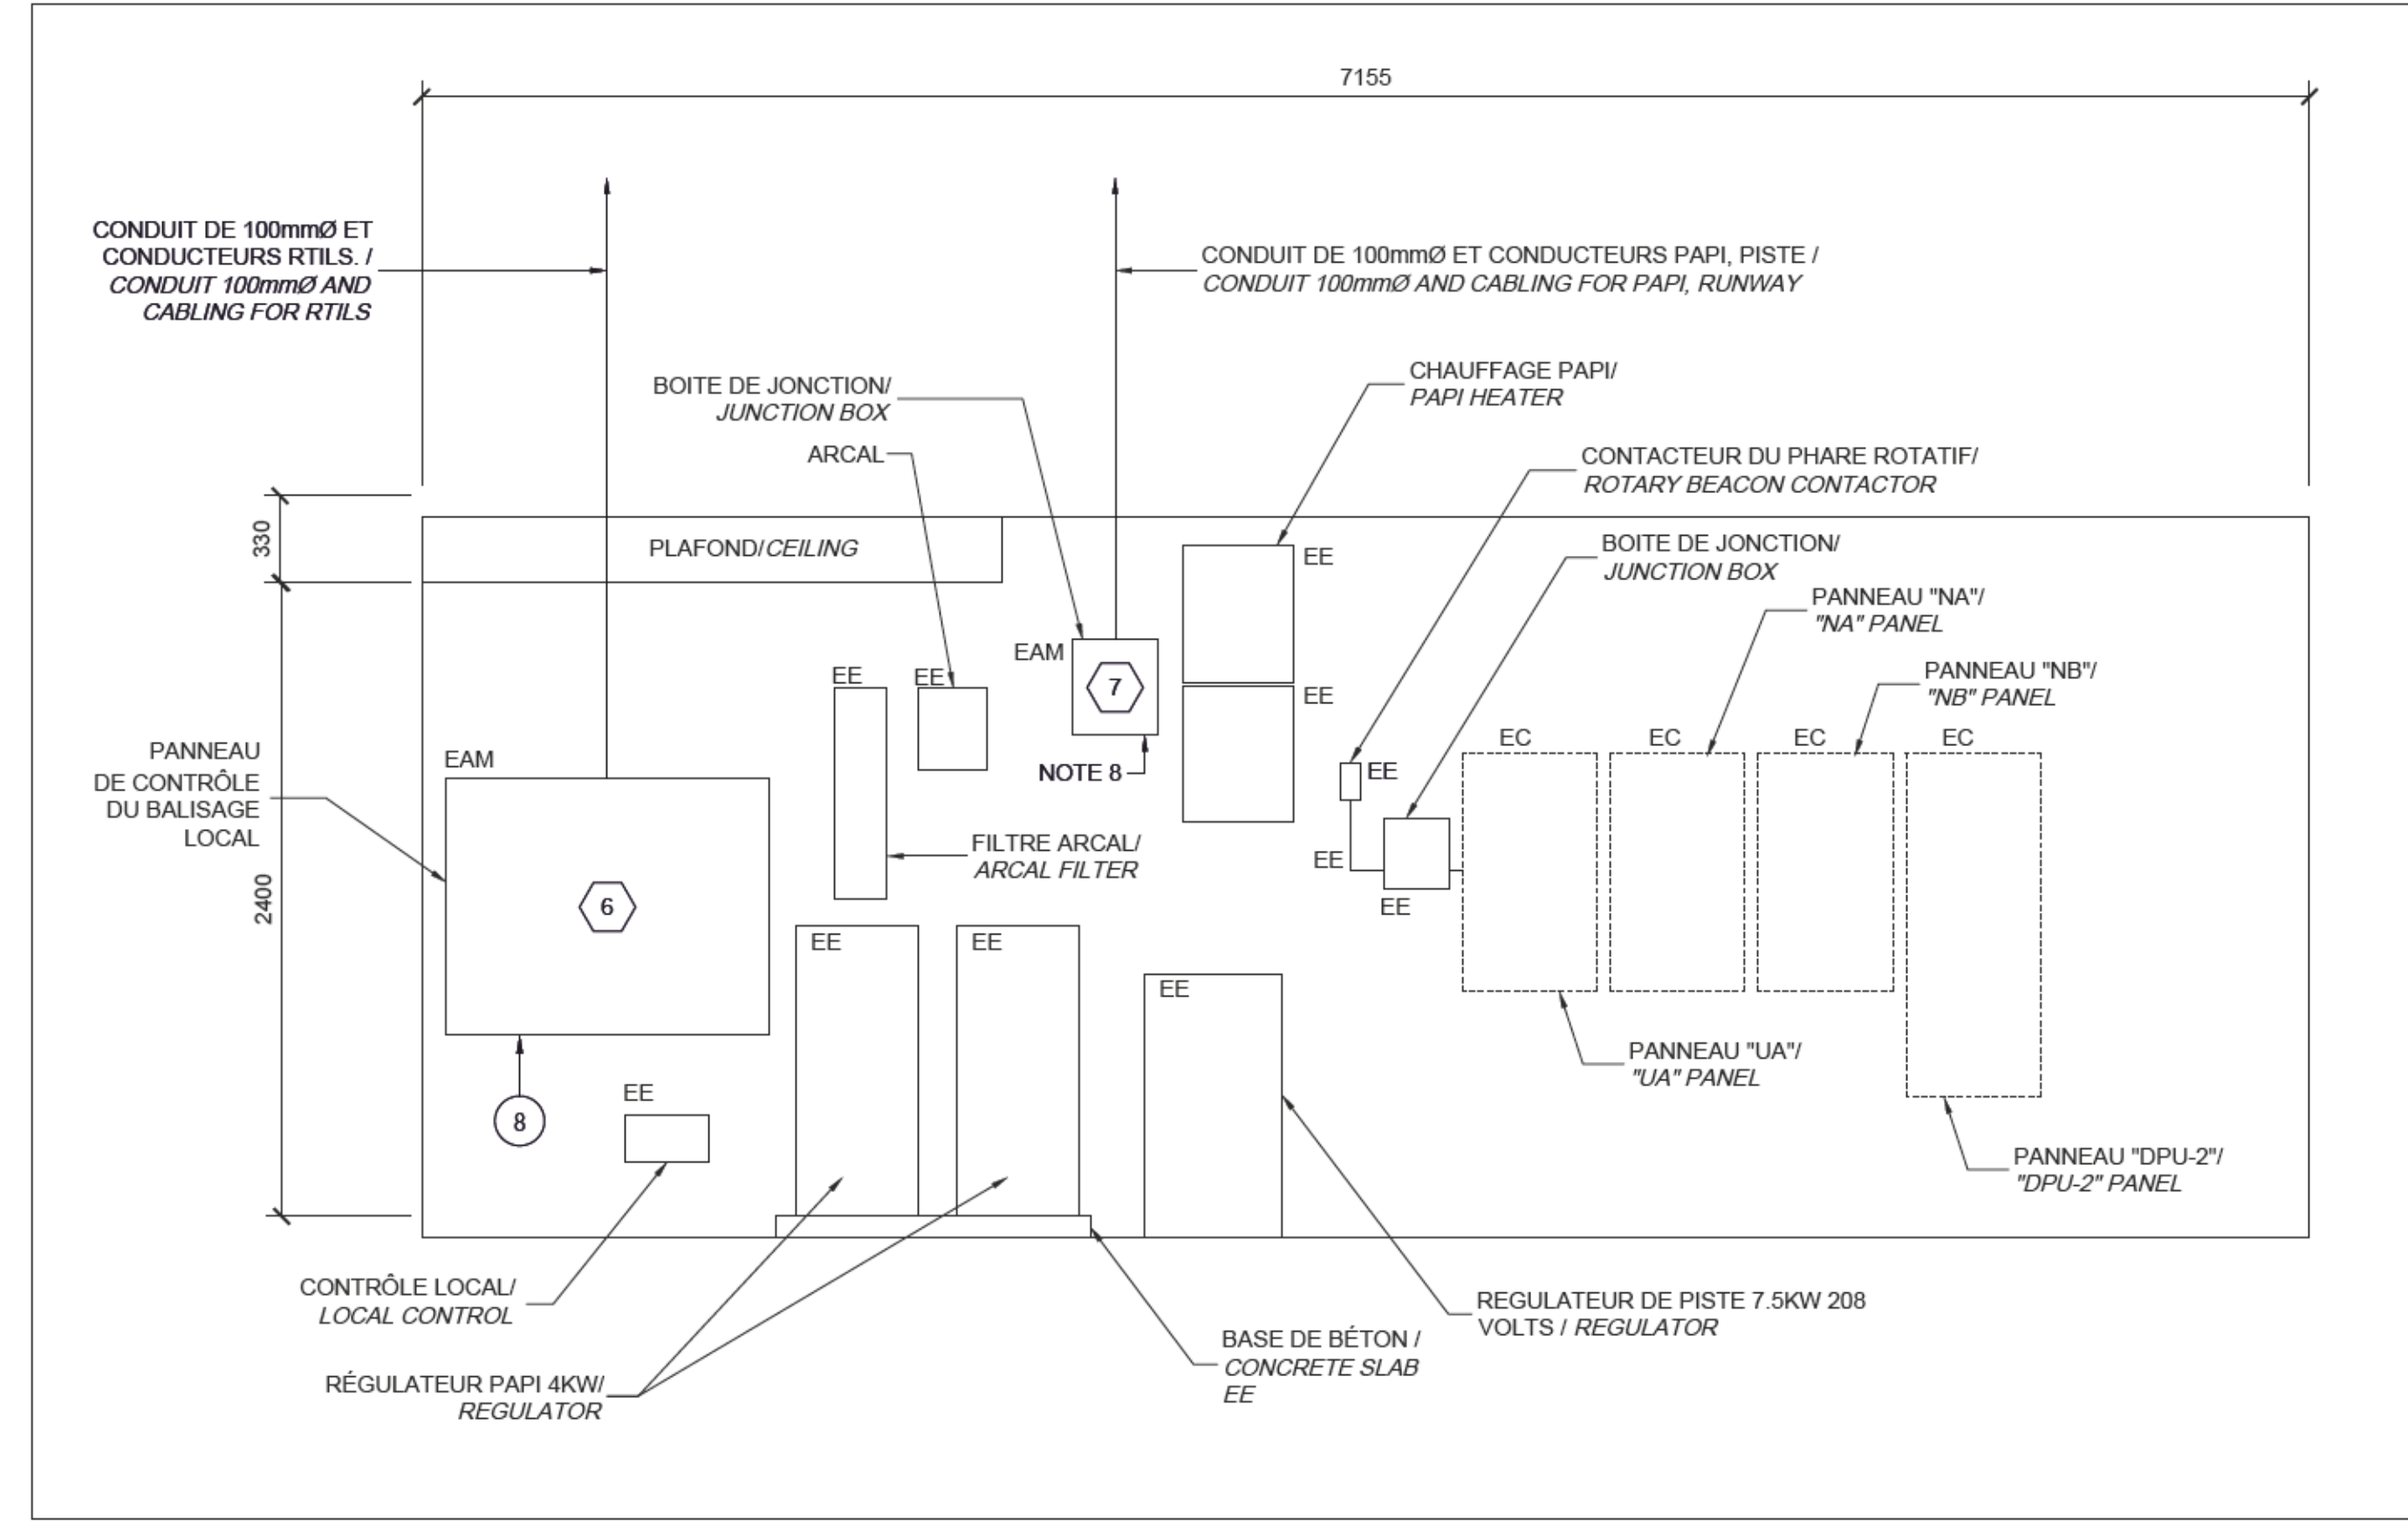 7155
CONDUIT DE 100mmØ ET
CONDUCTEURS RTILS. /
CONDUIT 100mmØ AND
CABLING FOR RTILS
CONDUIT DE 100mmØ ET CONDUCTEURS PAPI, PISTE /
CONDUIT 100mmØ AND CABLING FOR PAPI, RUNWAY
BOITE DE JONCTION/
JUNCTION BOX
ARCAL
CHAUFFAGE PAPI/
PAPI HEATER
CONTACTEUR DU PHARE ROTATIF/
ROTARY BEACON CONTACTOR
330
PLAFOND/CEILING
EE
BOITE DE JONCTION/
JUNCTION BOX
PANNEAU "NA"/
"NA" PANEL
EAM
7
EE
EE
EE
PANNEAU "NB"/
"NB" PANEL
PANNEAU
DE CONTRÔLE
DU BALISAGE
LOCAL
EAM
NOTE 8
EE
EC
EC
EC
EC
2400
6
FILTRE ARCAL/
ARCAL FILTER
EE
EE
EE
EE
EE
8
EE
PANNEAU "UA"/
"UA" PANEL
PANNEAU "DPU-2"/
"DPU-2" PANEL
CONTRÔLE LOCAL/
LOCAL CONTROL
RÉGULATEUR PAPI 4KW/
REGULATOR
BASE DE BÉTON /
CONCRETE SLAB
EE
REGULATEUR DE PISTE 7.5KW 208
VOLTS / REGULATOR